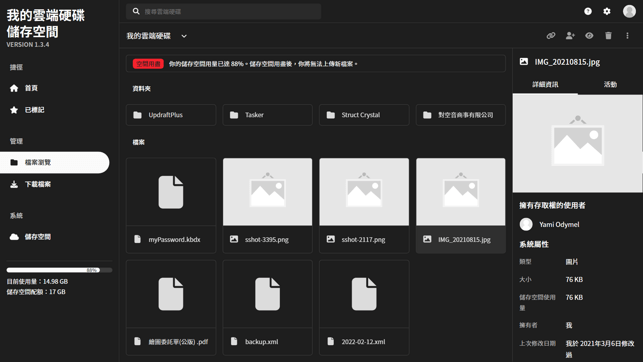 我的雲端硬碟
儲存空間
VERSION 1.3.4
捷徑
首頁
已標記
管理
檔案瀏覽
下載檔案
系統
儲存空間
88%
目前使用量：14.98 GB
儲存空間配額：17 GB
搜尋雲端硬碟
我的雲端硬碟
空間用盡
你的儲存空間用量已達 88%。儲存空間用盡後，你將無法上傳新檔案。
資料夾
UpdraftPlus
Tasker
Struct Crystal
對空音商事有限公司
檔案
myPassword.kbdx
sshot-3395.png
sshot-2117.png
IMG_20210815.jpg
繪圖委託單(公版) .pdf
backup.xml
2022-02-12.xml
IMG_20210815.jpg
詳細資訊
活動
擁有存取權的使用者
Yami Odymel
系統屬性
類型
圖片
大小
76 KB
儲存空間使用量
76 KB
擁有者
我
上次修改日期
我於 2021年3月6日修改過